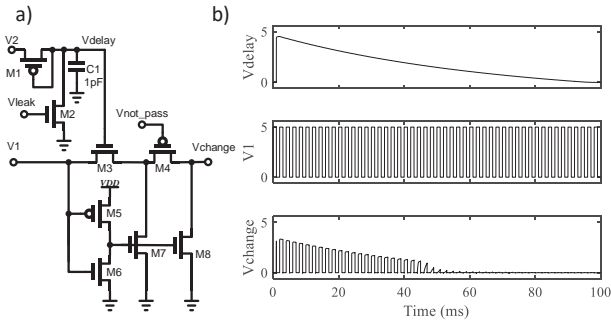 a)
V2
Vdelay
M1
C1
1pF
Vleak
M2
Vnot_pass
V1
Vchange
M3
M4
VDD
M5
M6
M7
M8
b)
Vdelay
5
0
V1
5
0
Vchange
5
0
0
20
40
60
80
100
Time (ms)